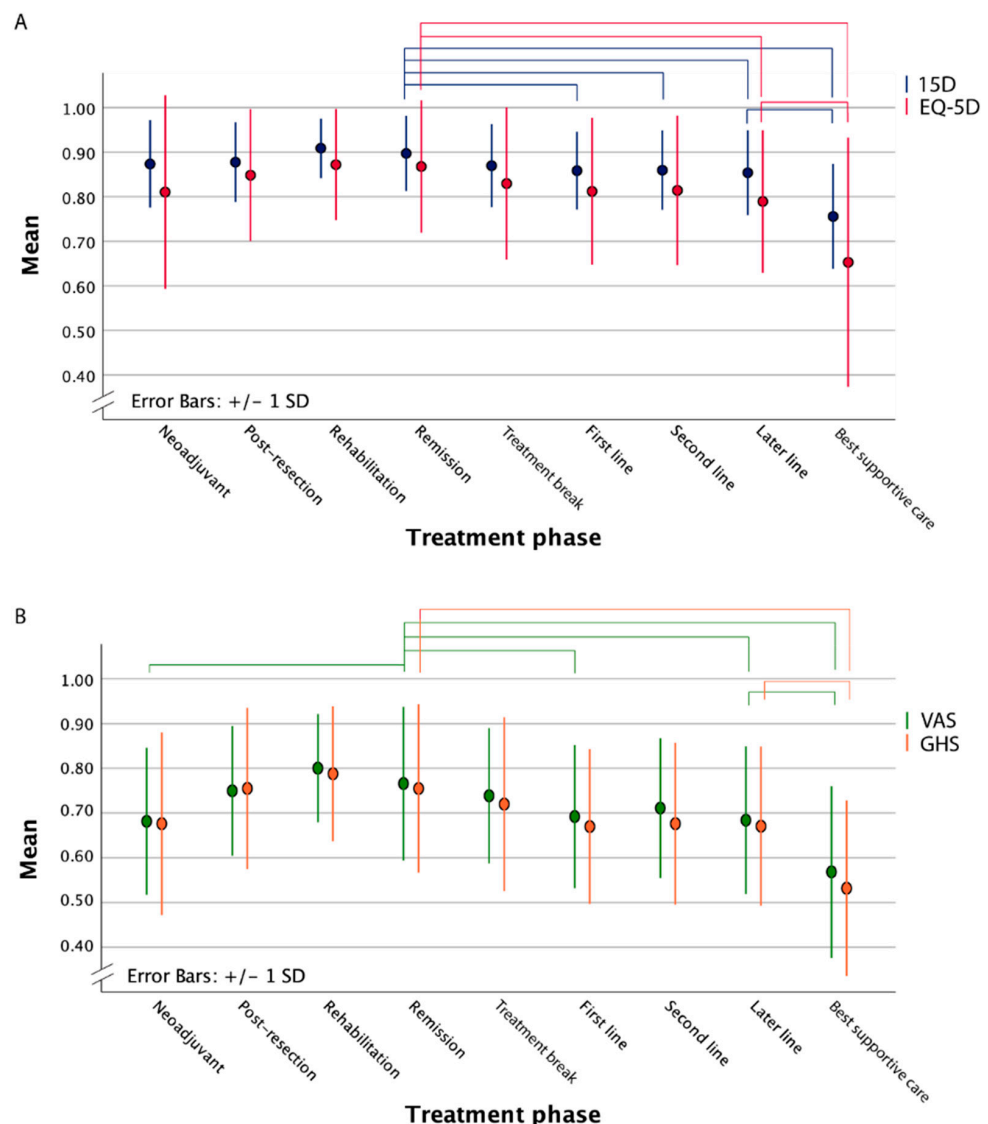 A
15D
EQ-5D
1.00
0.90
0.80
0.70
0.60
0.50
0.40
Mean
Error Bars: +/- 1 SD
Neoadjuvant
Post-resection
Rehabilitation
Remission
Treatment break
First line
Second line
Later line
Best supportive care
Treatment phase
B
VAS
GHS
1.00
0.90
0.80
0.70
0.60
0.50
0.40
Mean
Error Bars: +/- 1 SD
Neoadjuvant
Post-resection
Rehabilitation
Remission
Treatment break
First line
Second line
Later line
Best supportive care
Treatment phase